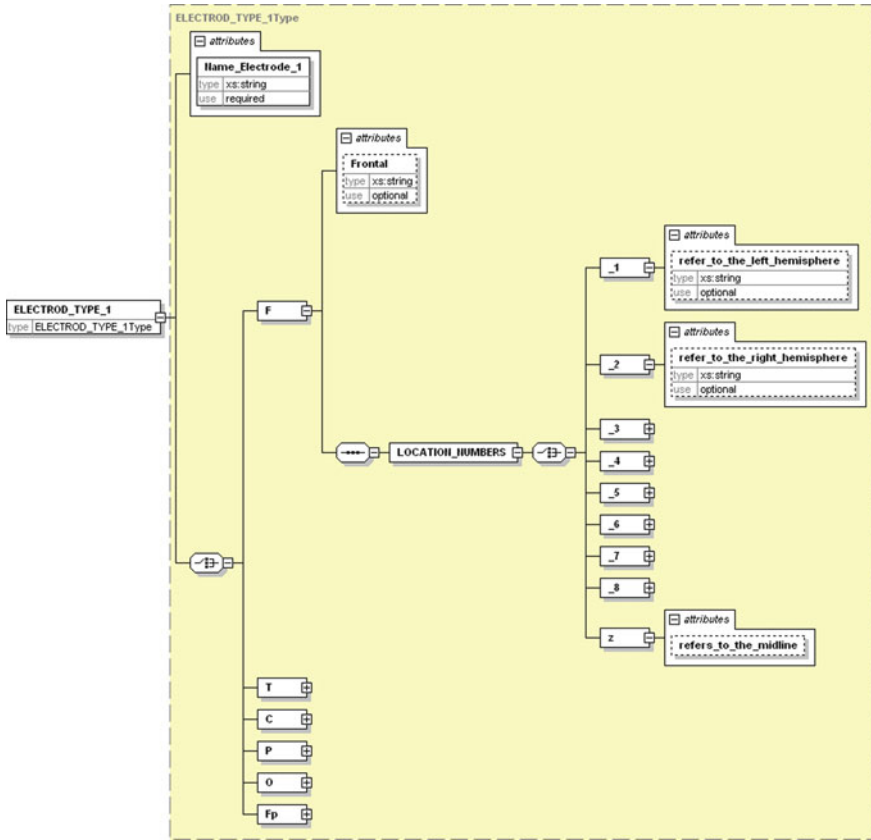 ELECTROD_TYPE_1Type
attributes
Name_Electrode_1
type xs:string
use required
attributes
Frontal
type xs:string
use optional
attributes
_1
refer_to_the_left_hemisphere
type xs:string
use optional
ELECTROD_TYPE_1
type ELECTROD_TYPE_1Type
F
attributes
_2
refer_to_the_right_hemisphere
type xs:string
use optional
_3
LOCATION_NUMBERS
_4
_5
_6
_7
_8
attributes
z
refers_to_the_midline
T
C
P
O
Fp